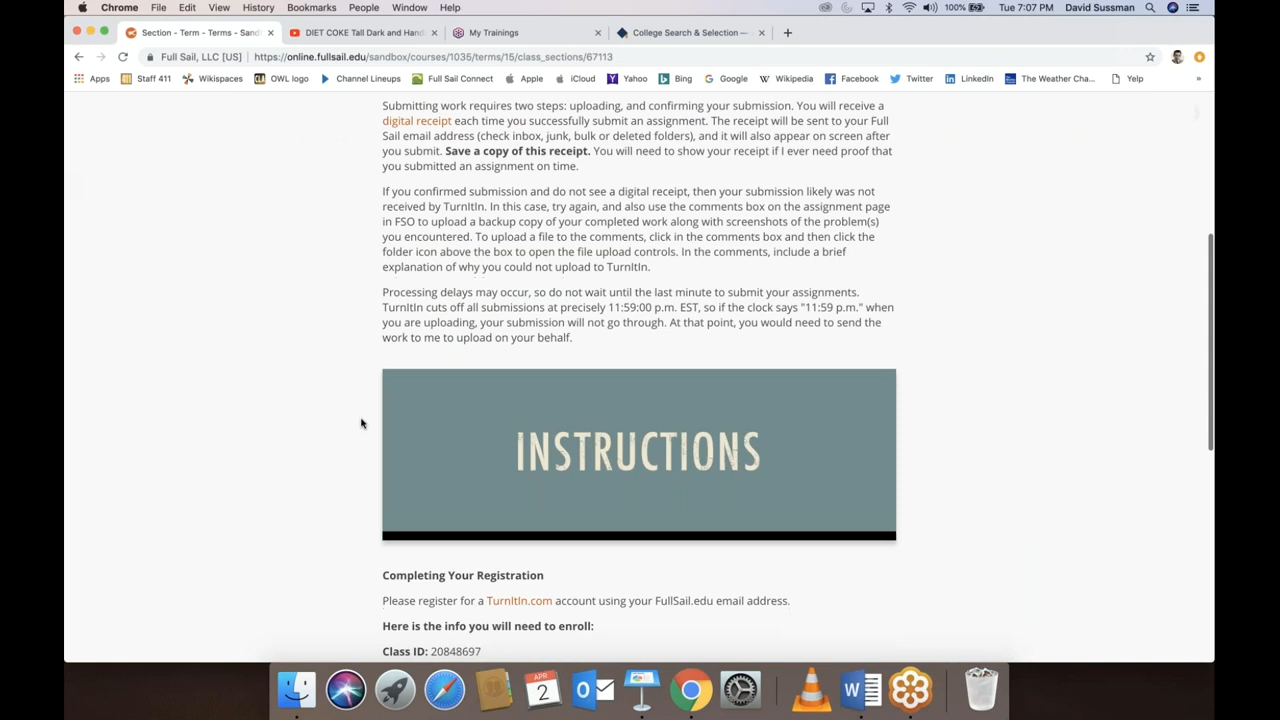 Chrome File Edit View History Bookmarks People Window Help 100% Tue 7:07 PM David Sussman
Section - Term - Terms - Sand DIET COKE Tall Dark and Hand My Trainings College Search & Selection —
Full Sail, LLC [US] https://online.fullsail.edu/sandbox/courses/1035/terms/15/class_sections/67113
Apps Staff 411 Wikispaces OWL logo Channel Lineups Full Sail Connect Apple iCloud Yahoo Bing Google Wikipedia Facebook Twitter LinkedIn The Weather Cha... Yelp »
Submitting work requires two steps: uploading, and confirming your submission. You will receive a
digital receipt each time you successfully submit an assignment. The receipt will be sent to your Full
Sail email address (check inbox, junk, bulk or deleted folders), and it will also appear on screen after
you submit. Save a copy of this receipt. You will need to show your receipt if I ever need proof that
you submitted an assignment on time.
If you confirmed submission and do not see a digital receipt, then your submission likely was not
received by TurnItIn. In this case, try again, and also use the comments box on the assignment page
in FSO to upload a backup copy of your completed work along with screenshots of the problem(s)
you encountered. To upload a file to the comments, click in the comments box and then click the
folder icon above the box to open the file upload controls. In the comments, include a brief
explanation of why you could not upload to TurnItIn.
Processing delays may occur, so do not wait until the last minute to submit your assignments.
TurnItIn cuts off all submissions at precisely 11:59:00 p.m. EST, so if the clock says "11:59 p.m." when
you are uploading, your submission will not go through. At that point, you would need to send the
work to me to upload on your behalf.
INSTRUCTIONS
Completing Your Registration
Please register for a TurnItIn.com account using your FullSail.edu email address.
Here is the info you will need to enroll:
Class ID: 20848697
APR
2